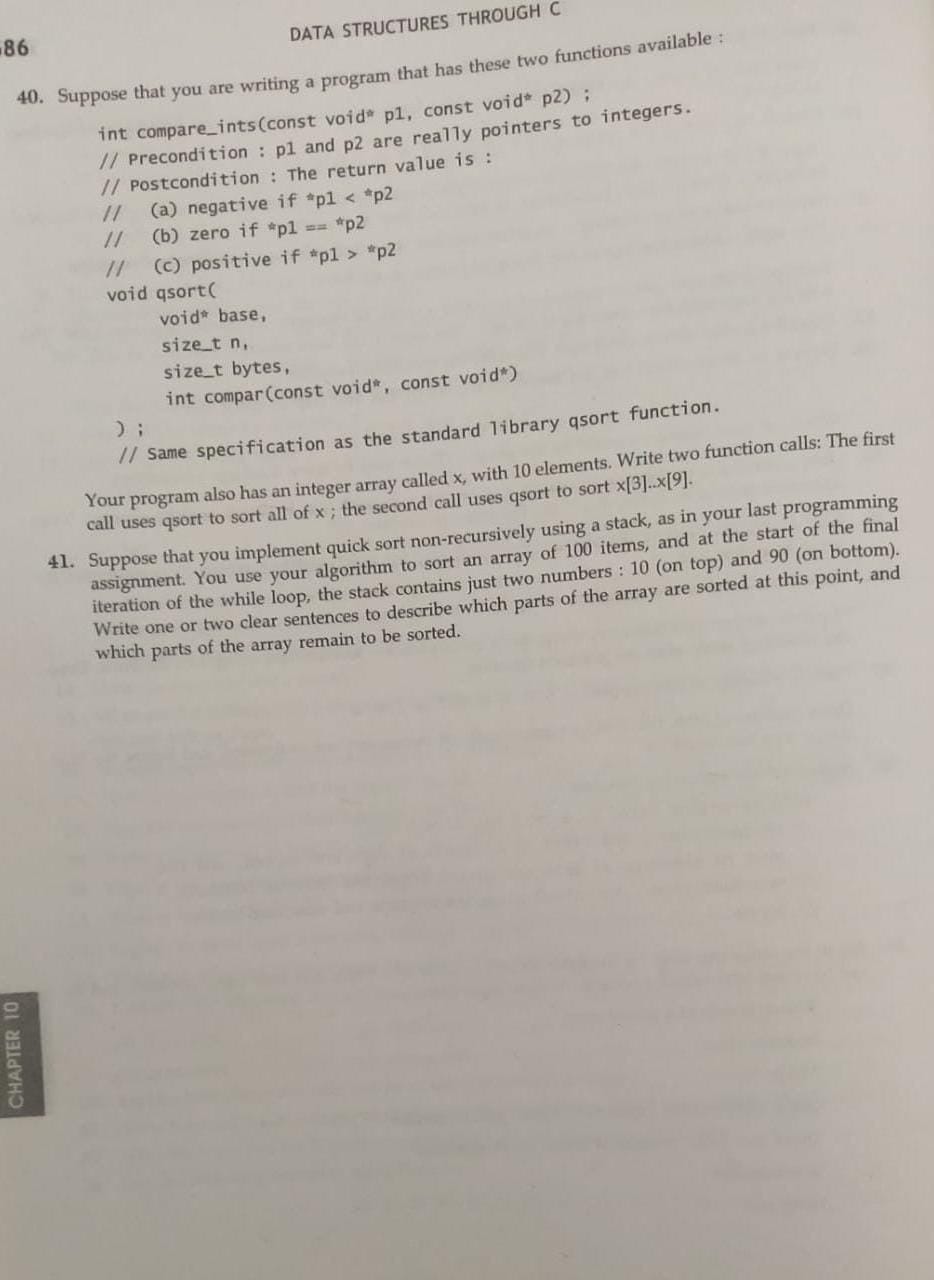 86
DATA STRUCTURES THROUGH C
40. Suppose that you are writing a program that has these two functions available :
int compare_ints(const void* p1, const void* p2) ;
// Precondition : p1 and p2 are really pointers to integers.
// Postcondition : The return value is :
// (a) negative if *p1 < *p2
// (b) zero if *p1 == *p2
// (c) positive if *p1 > *p2
void qsort(
void* base,
size_t n,
size_t bytes,
int compar(const void*, const void*)
) ;
// Same specification as the standard library qsort function.
Your program also has an integer array called x, with 10 elements. Write two function calls: The first
call uses qsort to sort all of x ; the second call uses qsort to sort x[3]..x[9].
41. Suppose that you implement quick sort non-recursively using a stack, as in your last programming
assignment. You use your algorithm to sort an array of 100 items, and at the start of the final
iteration of the while loop, the stack contains just two numbers : 10 (on top) and 90 (on bottom).
Write one or two clear sentences to describe which parts of the array are sorted at this point, and
which parts of the array remain to be sorted.
CHAPTER 10